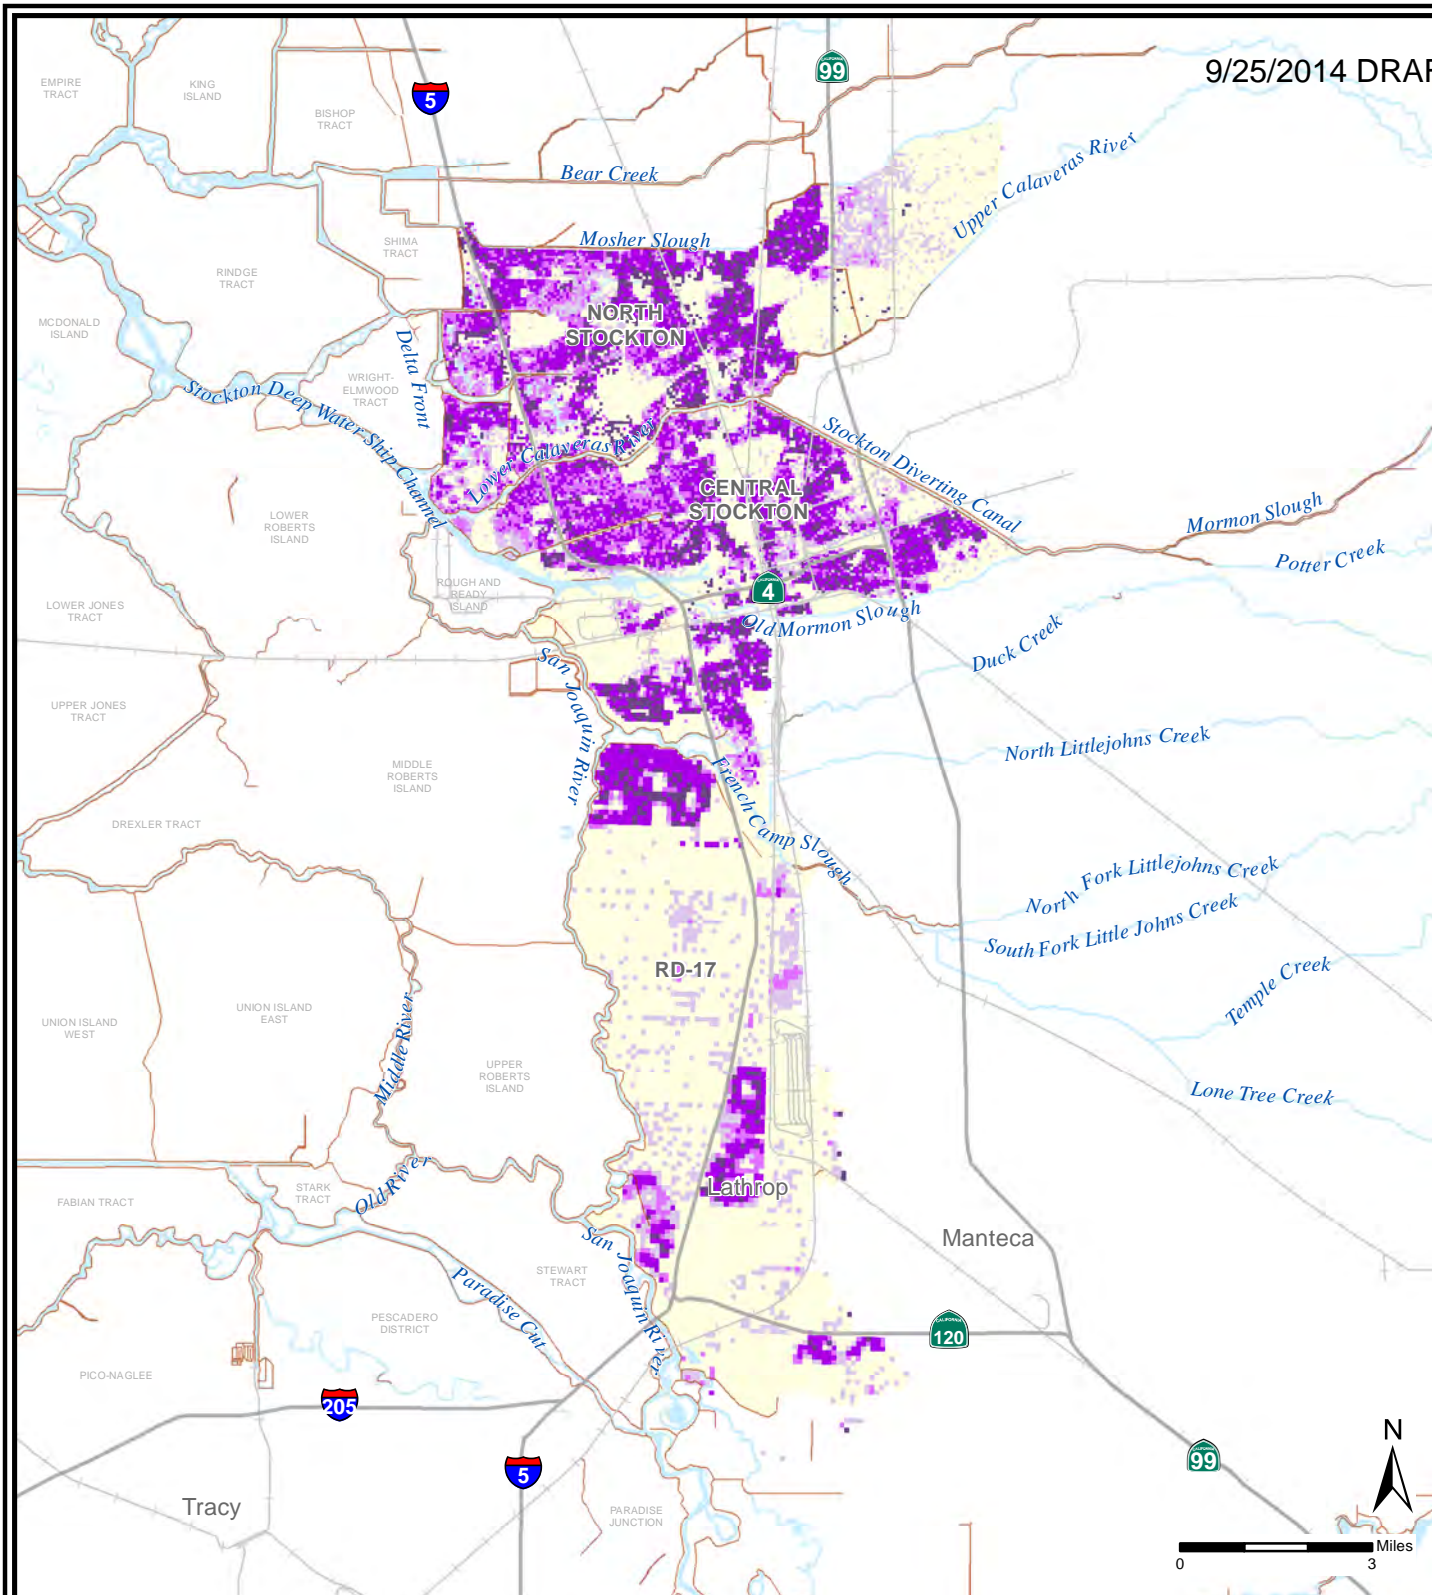 9/25/2014 DRAF
EMPIRE
TRACT
KING
ISLAND
BISHOP
TRACT
5
CALIFORNIA
99
Bear Creek
Upper Calaveras River
Mosher Slough
SHIMA
TRACT
RINDGE
TRACT
MCDONALD
ISLAND
NORTH
STOCKTON
Delta Front
WRIGHT-
ELMWOOD
TRACT
Stockton Deep Water Ship Channel
Lower Calaveras River
Stockton Diverting Canal
CENTRAL
STOCKTON
LOWER
ROBERTS
ISLAND
Mormon Slough
Potter Creek
ROUGH AND
READY
ISLAND
CALIFORNIA
4
LOWER JONES
TRACT
Old Mormon Slough
Duck Creek
San Joaquin River
UPPER JONES
TRACT
North Littlejohns Creek
MIDDLE
ROBERTS
ISLAND
French Camp Slough
DREXLER TRACT
North Fork Littlejohns Creek
South Fork Little Johns Creek
RD-17
Temple Creek
UNION ISLAND
WEST
UNION ISLAND
EAST
Middle River
UPPER
ROBERTS
ISLAND
Lone Tree Creek
FABIAN TRACT
STARK
TRACT
Old River
Lathrop
Manteca
San Joaquin River
STEWART
TRACT
Paradise Cut
PESCADERO
DISTRICT
CALIFORNIA
120
PICO-NAGLEE
205
5
CALIFORNIA
99
N
Tracy
PARADISE
JUNCTION
Miles
0 3